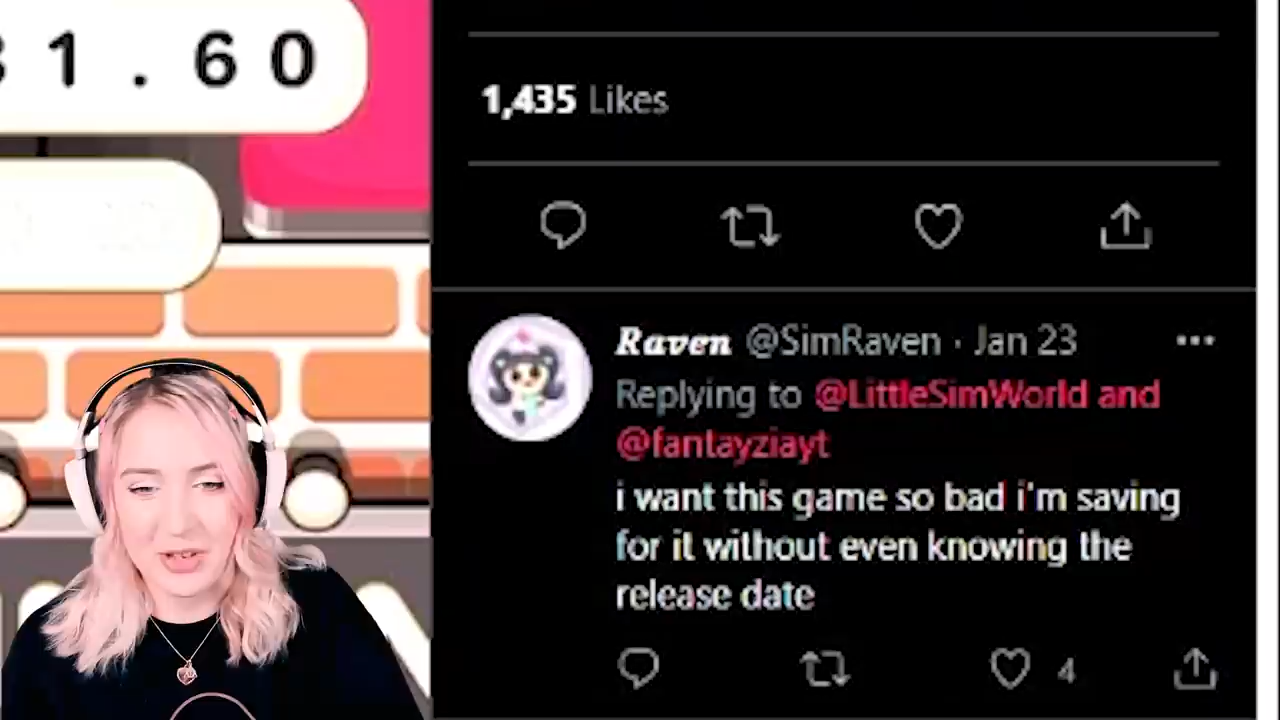 31.60
1,435 Likes
Raven @SimRaven · Jan 23
Replying to @LittleSimWorld and
@fantayziayt
i want this game so bad i'm saving
for it without even knowing the
release date
4